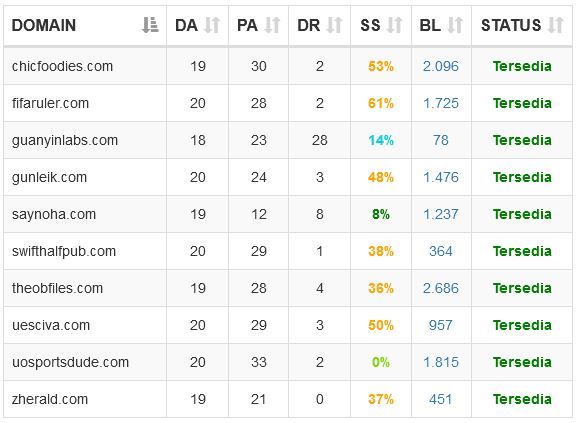 DOMAIN DA PA DR SS BL STATUS
chicfoodies.com 19 30 2 53% 2.096 Tersedia
fifaruler.com 20 28 2 61% 1.725 Tersedia
guanyinlabs.com 18 23 28 14% 78 Tersedia
gunleik.com 20 24 3 48% 1.476 Tersedia
saynoha.com 19 12 8 8% 1.237 Tersedia
swifthalfpub.com 20 29 1 38% 364 Tersedia
theobfiles.com 19 28 4 36% 2.686 Tersedia
uesciva.com 20 29 3 50% 957 Tersedia
uosportsdude.com 20 33 2 0% 1.815 Tersedia
zherald.com 19 21 0 37% 451 Tersedia